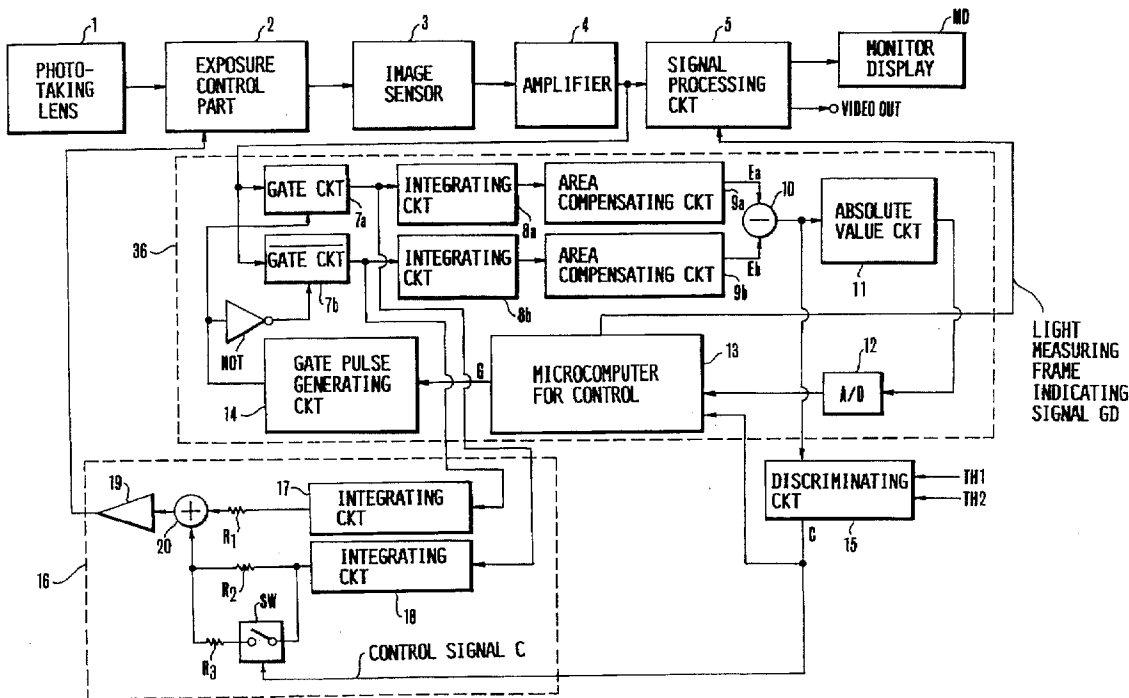 1
PHOTO-
TAKING
LENS
2
EXPOSURE
CONTROL
PART
3
IMAGE
SENSOR
4
AMPLIFIER
5
SIGNAL
PROCESSING
CKT
MD
MONITOR
DISPLAY
VIDEO OUT
36
GATE CKT
7a
INTEGRATING
CKT
8a
AREA
COMPENSATING CKT
9a
Ea
10
−
ABSOLUTE
VALUE CKT
11
GATE CKT
7b
INTEGRATING
CKT
8b
AREA
COMPENSATING CKT
9b
Eb
NOT
GATE PULSE
GENERATING
CKT
14
G
MICROCOMPUTER
FOR CONTROL
13
12
A/D
LIGHT
MEASURING
FRAME
INDICATING
SIGNAL GD
DISCRIMINATING
CKT
15
TH1
TH2
C
16
19
20
+
R1
17
INTEGRATING
CKT
R2
INTEGRATING
CKT
18
SW
R3
CONTROL SIGNAL C